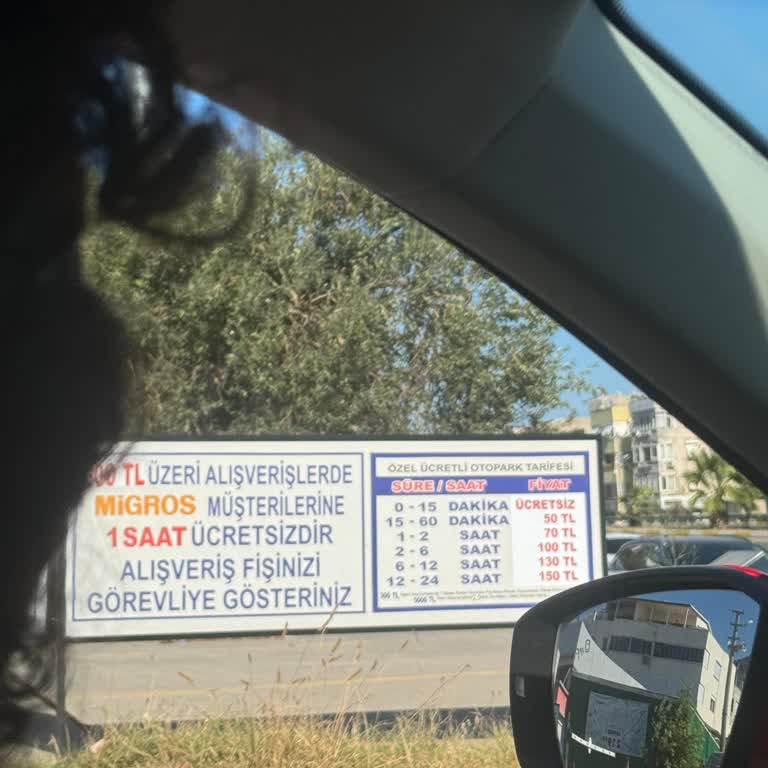 00 TL ÜZERİ ALIŞVERİŞLERDE
MiGROS MÜŞTERİLERİNE
1 SAAT ÜCRETSİZDİR
ALIŞVERİŞ FİŞİNİZİ
GÖREVLİYE GÖSTERİNİZ
ÖZEL ÜCRETLİ OTOPARK TARİFESİ
SÜRE / SAAT FİYAT
0 - 15 DAKİKA ÜCRETSİZ
15 - 60 DAKİKA 50 TL
1 - 2 SAAT 70 TL
2 - 6 SAAT 100 TL
6 - 12 SAAT 130 TL
12 - 24 SAAT 150 TL